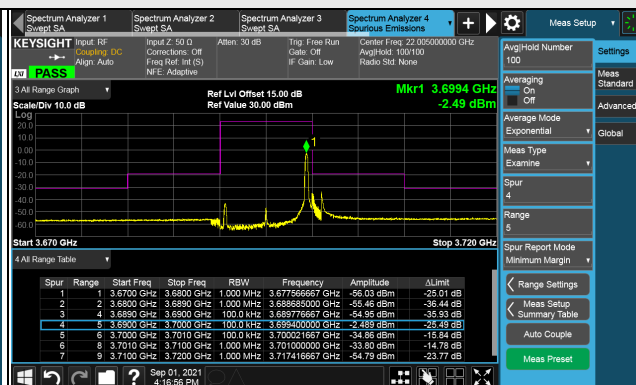 Spectrum Analyzer 1
Swept SA
Spectrum Analyzer 2
Swept SA
Spectrum Analyzer 3
Swept SA
Spectrum Analyzer 4
Spurious Emissions
Meas Setup
KEYSIGHT
Input: RF
Coupling: DC
Align: Auto
Input Z: 50 Ω
Corrections: Off
Freq Ref: Int (S)
NFE: Adaptive
Atten: 30 dB
Trig: Free Run
Gate: Off
IF Gain: Low
Center Freq: 22.005000000 GHz
Avg|Hold: 100/100
Radio Std: None
LXI PASS
3 All Range Graph
Scale/Div 10.0 dB
Ref Lvl Offset 15.00 dB
Ref Value 30.00 dBm
Mkr1 3.6994 GHz
-2.49 dBm
Log
20.0
10.0
0.00
-10.0
-20.0
-30.0
-40.0
-50.0
-60.0
1
Start 3.670 GHz
Stop 3.720 GHz
4 All Range Table
Spur Range Start Freq Stop Freq RBW Frequency Amplitude ΔLimit
1 1 3.6700 GHz 3.6800 GHz 1.000 MHz 3.677566667 GHz -56.03 dBm -25.01 dB
2 2 3.6800 GHz 3.6890 GHz 1.000 MHz 3.688685000 GHz -55.46 dBm -36.44 dB
3 4 3.6890 GHz 3.6900 GHz 100.0 kHz 3.689776667 GHz -54.95 dBm -35.93 dB
4 5 3.6900 GHz 3.7000 GHz 100.0 kHz 3.699400000 GHz -2.489 dBm -25.49 dB
5 6 3.7000 GHz 3.7010 GHz 100.0 kHz 3.700021667 GHz -34.86 dBm -15.84 dB
6 8 3.7010 GHz 3.7100 GHz 1.000 MHz 3.701000000 GHz -33.80 dBm -14.78 dB
7 9 3.7100 GHz 3.7200 GHz 1.000 MHz 3.717416667 GHz -54.79 dBm -23.77 dB
Avg|Hold Number
100
Averaging
On
Off
Average Mode
Exponential
Meas Type
Examine
Spur
4
Range
5
Spur Report Mode
Minimum Margin
Range Settings
Meas Setup
Summary Table
Auto Couple
Meas Preset
Settings
Meas
Standard
Advanced
Global
Sep 01, 2021
4:16:56 PM